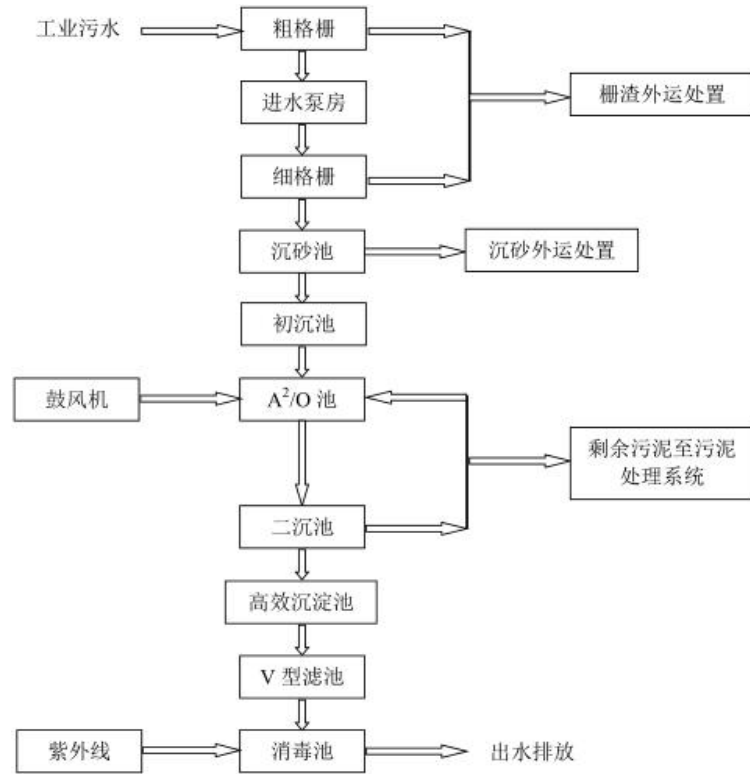 工业污水
粗格栅
进水泵房
栅渣外运处置
细格栅
沉砂池
沉砂外运处置
初沉池
鼓风机
A²/O 池
剩余污泥至污泥
处理系统
二沉池
高效沉淀池
V 型滤池
紫外线
消毒池
出水排放